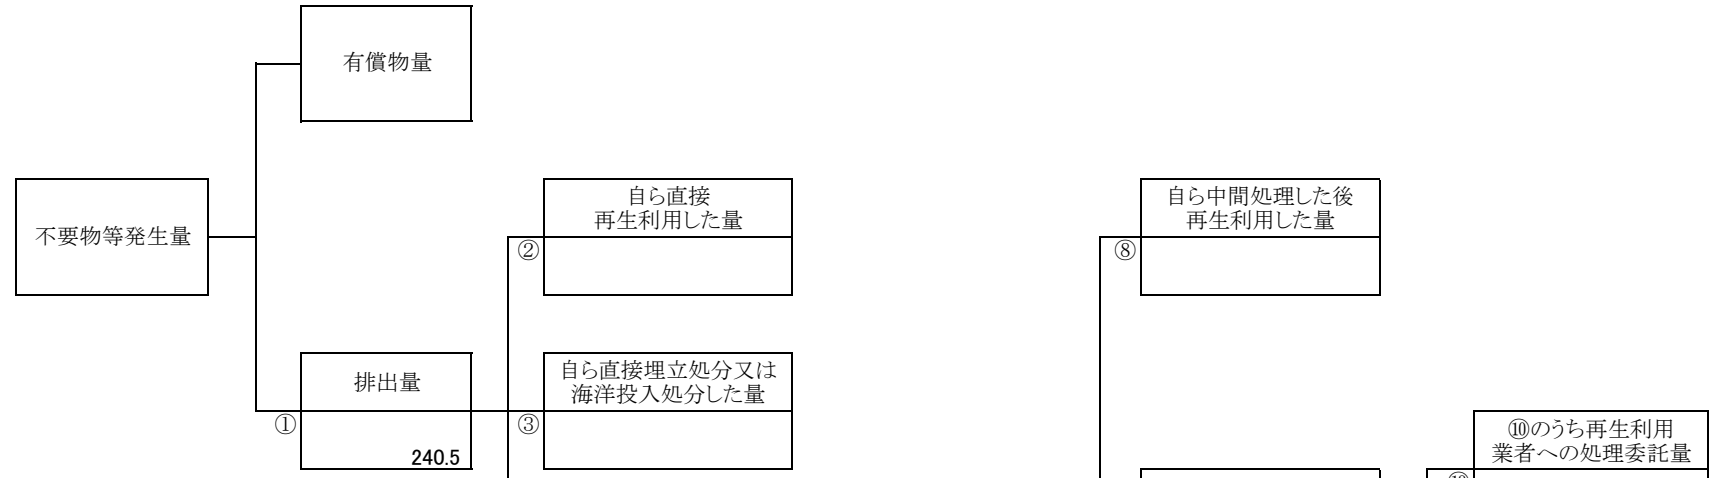 有償物量
不要物等発生量
自ら直接
再生利用した量
②
自ら中間処理した後
再生利用した量
⑧
排出量
①
240.5
自ら直接埋立処分又は
海洋投入処分した量
③
⑩のうち再生利用
業者への処理委託量